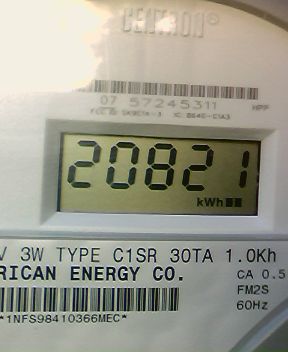 CENTRON®
07 57245311 HPP
20821
kWh
V 3W TYPE C1SR 30TA 1.0Kh
RICAN ENERGY CO.
CA 0.5
FM2S
60Hz
*1NFS98410366MEC*